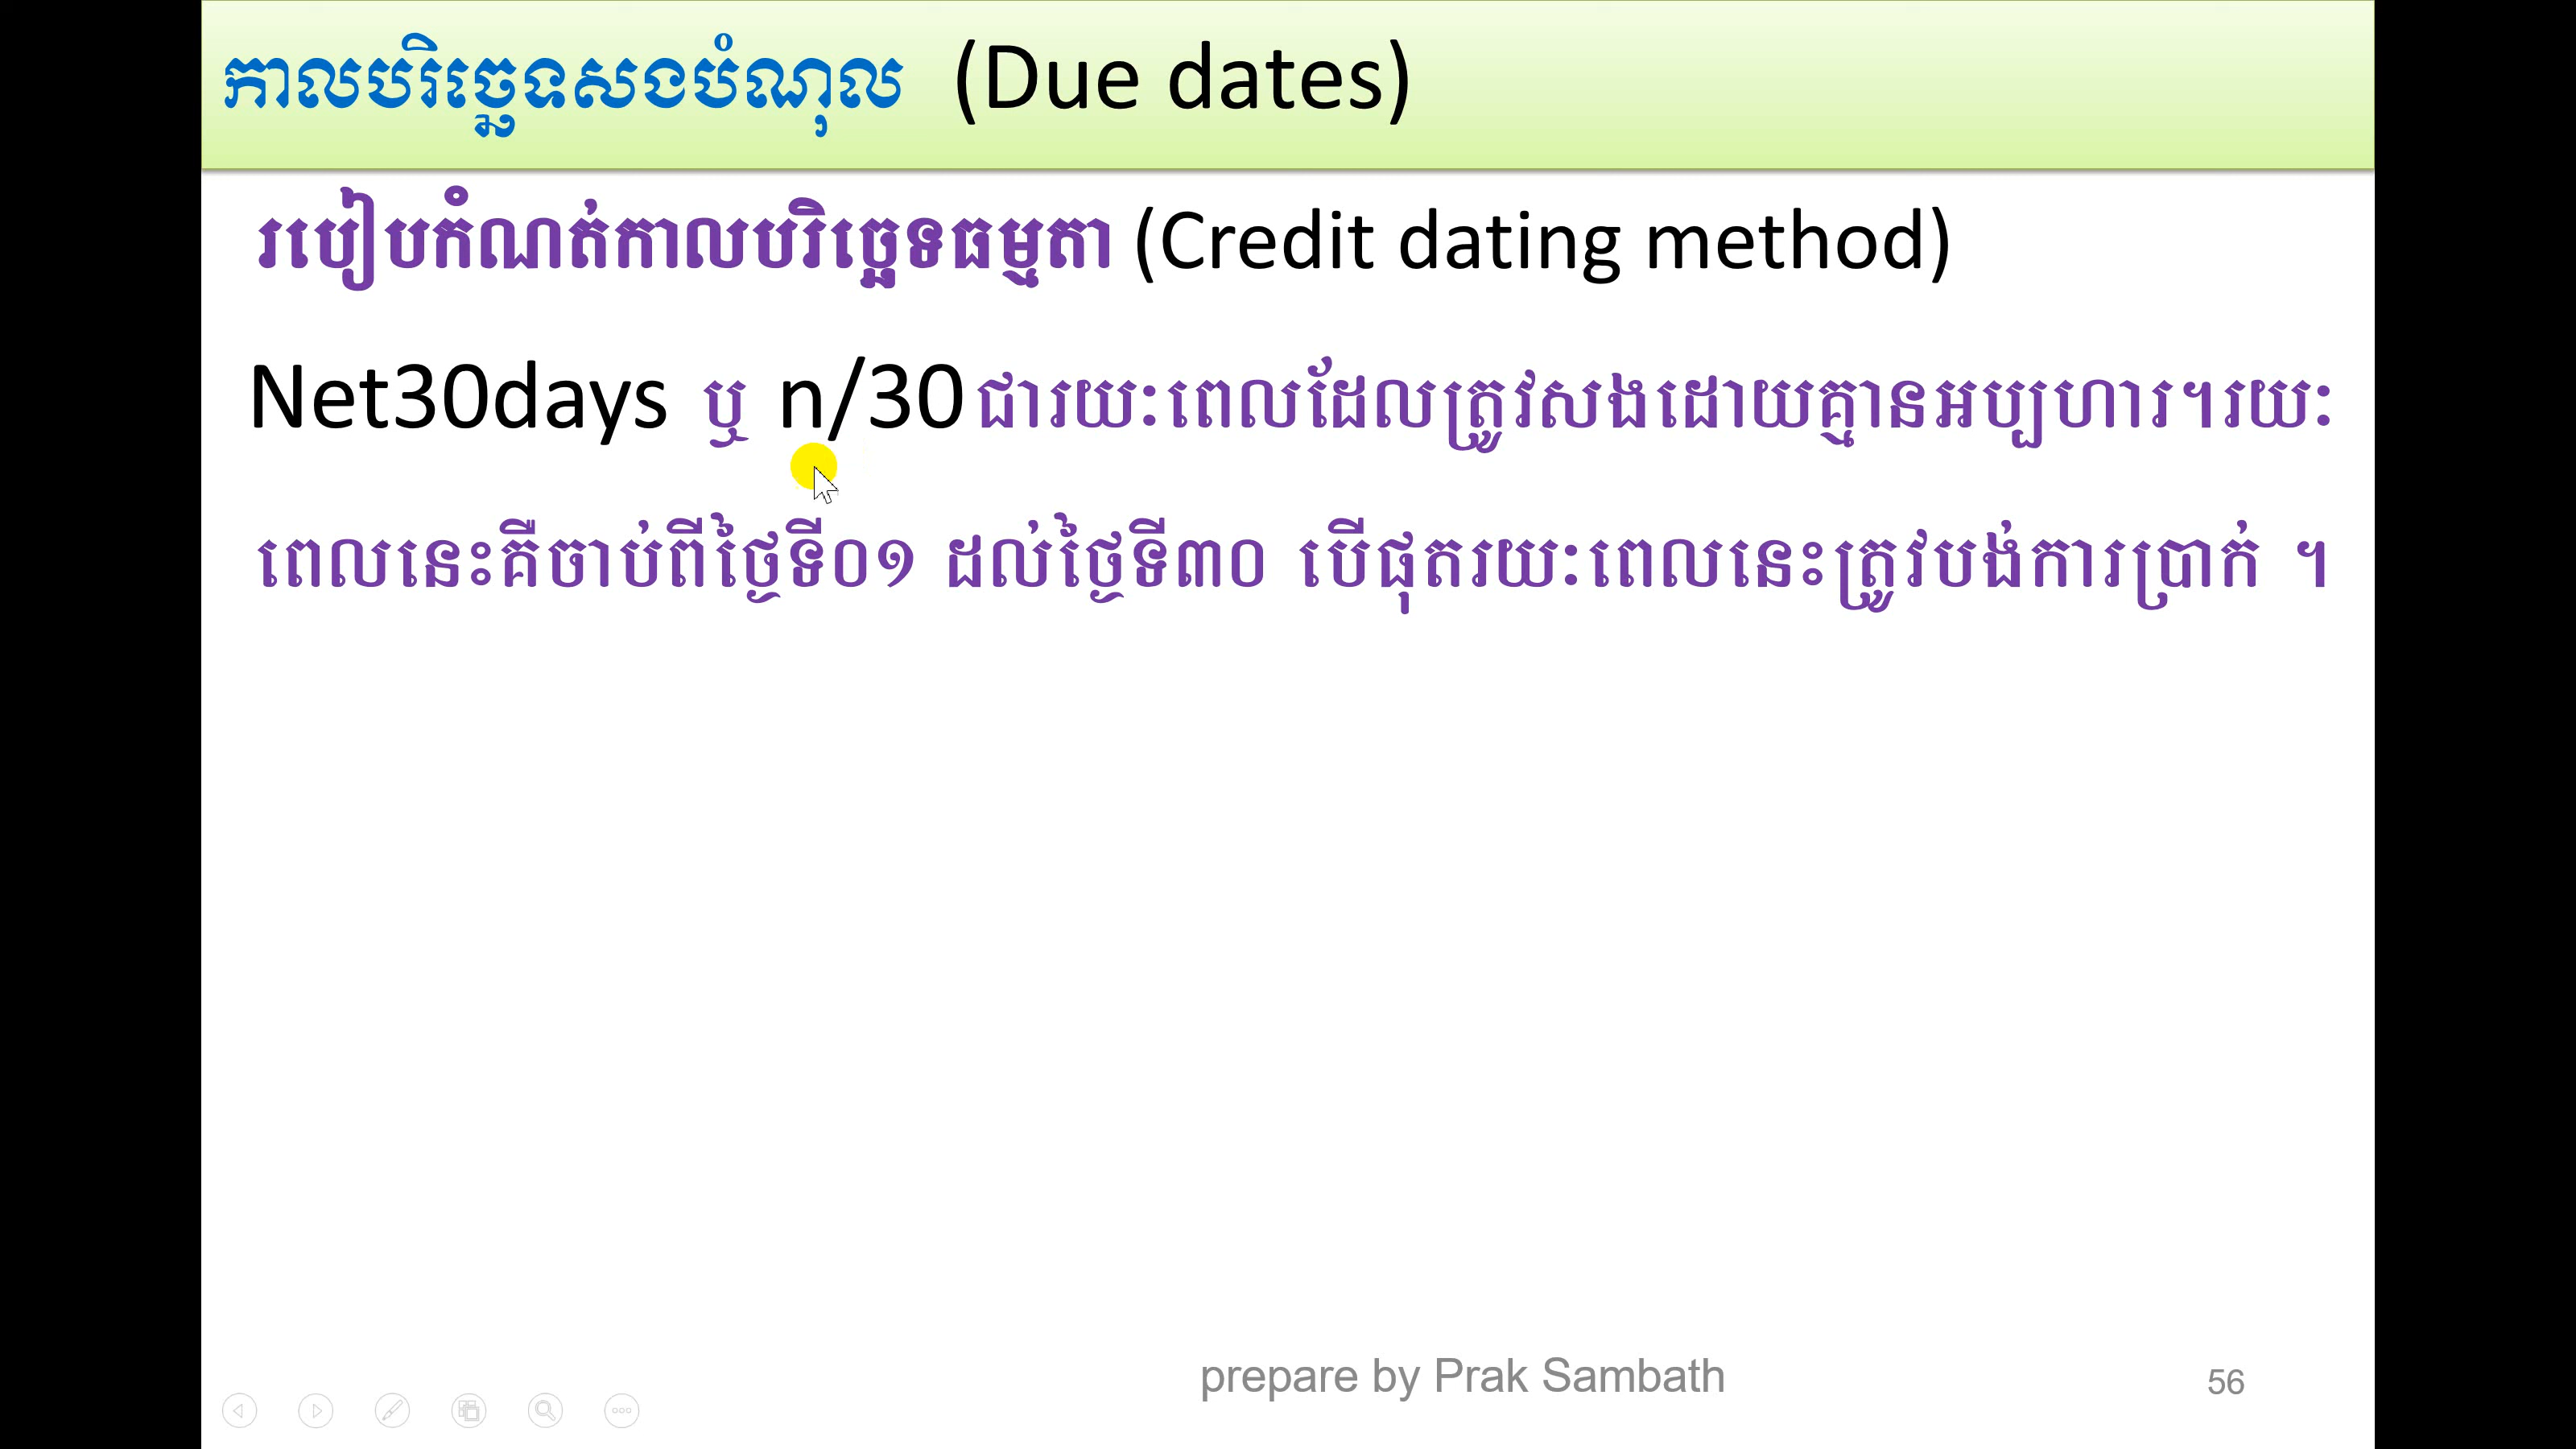 កាលបរិច្ឆេទសងបំណុល (Due dates)
របៀបកំណត់កាលបរិច្ឆេទធម្មតា (Credit dating method)
Net30days ឬ n/30 ជារយៈពេលដែលត្រូវសងដោយគ្មានអប្បហារ។រយៈ
ពេលនេះគឺចាប់ពីថ្ងៃទី០១ ដល់ថ្ងៃទី៣០ បើផុតរយៈពេលនេះត្រូវបង់ការប្រាក់ ។
prepare by Prak Sambath
56